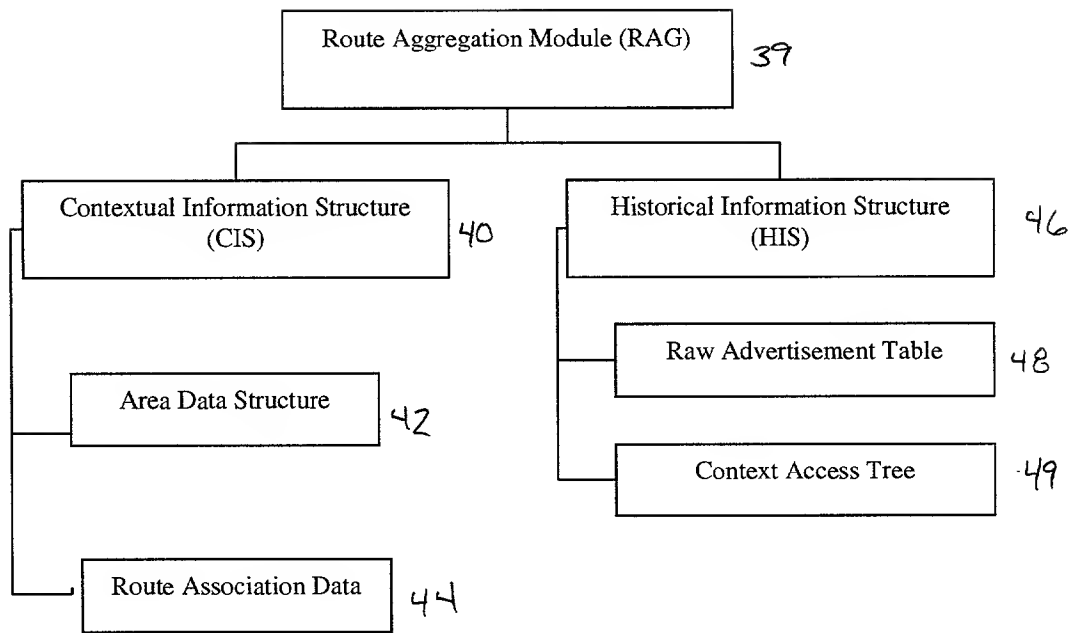 Route Aggregation Module (RAG)
39
Contextual Information Structure
(CIS)
40
Historical Information Structure
(HIS)
46
Raw Advertisement Table
48
Area Data Structure
42
Context Access Tree
49
Route Association Data
44